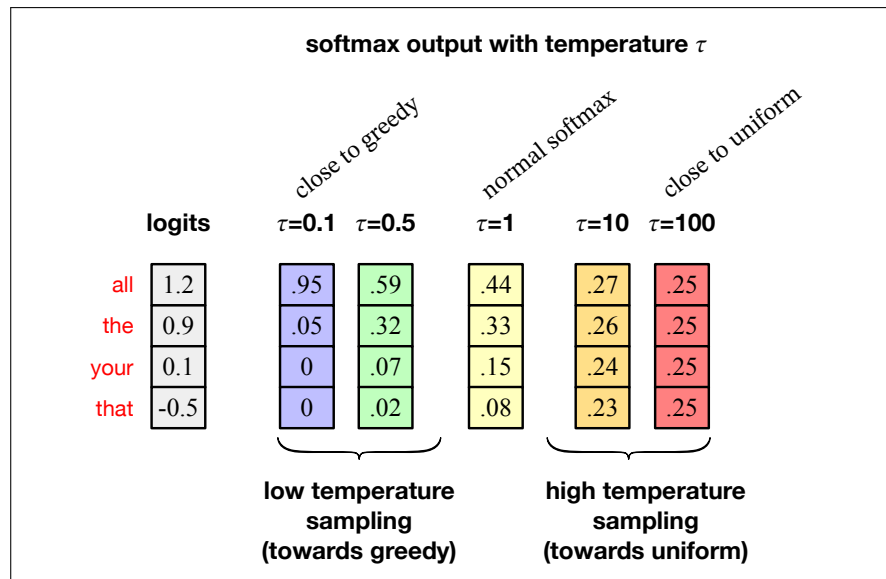 softmax output with temperature τ
close to greedy
normal softmax
close to uniform
logits τ=0.1 τ=0.5 τ=1 τ=10 τ=100
all 1.2 .95 .59 .44 .27 .25
the 0.9 .05 .32 .33 .26 .25
your 0.1 0 .07 .15 .24 .25
that -0.5 0 .02 .08 .23 .25
low temperature
sampling
(towards greedy)
high temperature
sampling
(towards uniform)